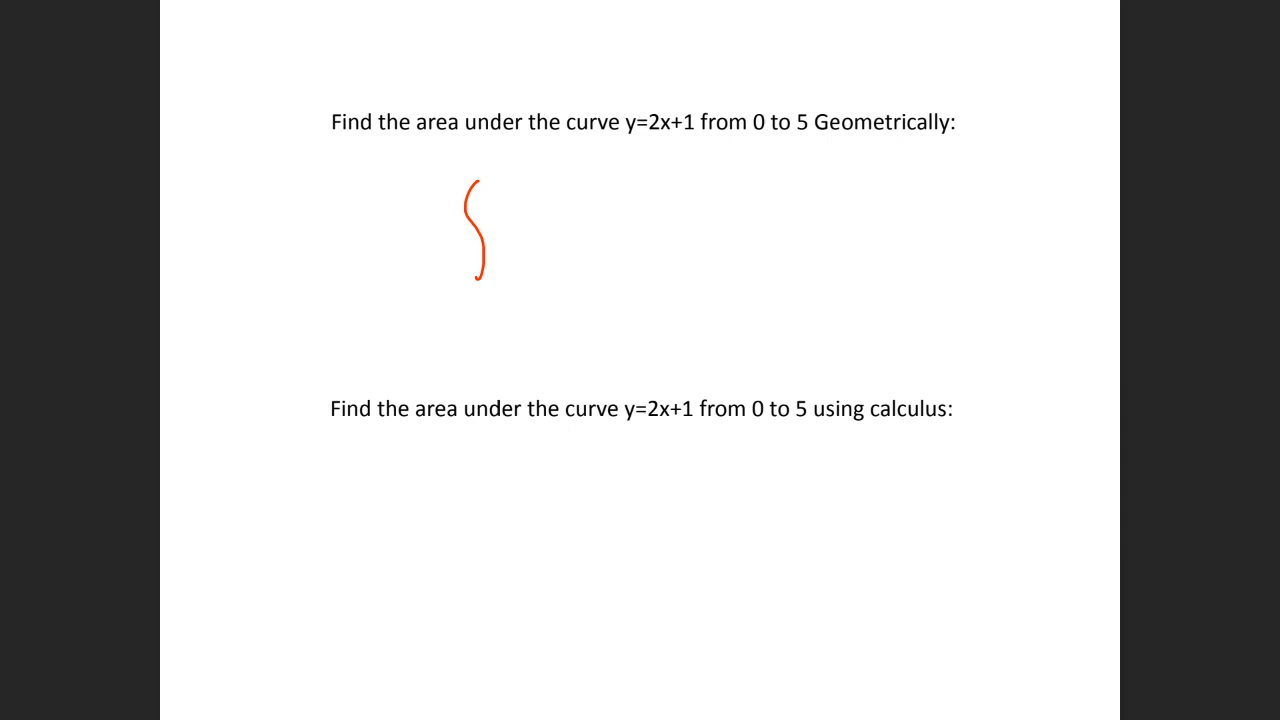 Find the area under the curve y=2x+1 from 0 to 5 Geometrically:
∫
Find the area under the curve y=2x+1 from 0 to 5 using calculus: